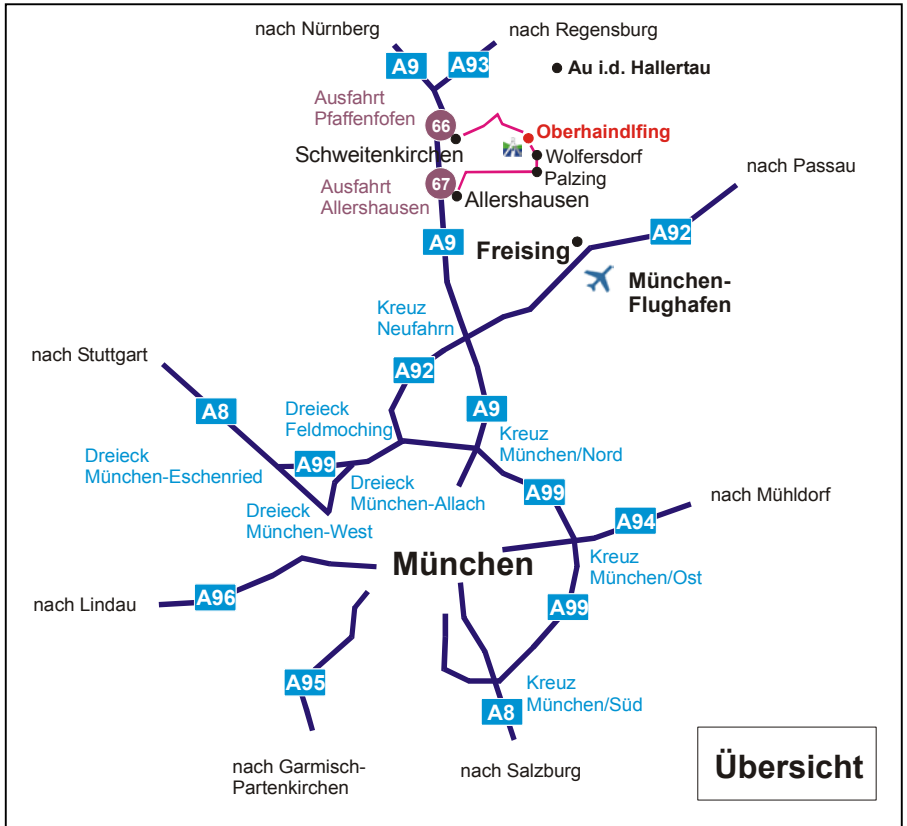 nach Nürnberg
nach Regensburg
A9
A93
Au i.d. Hallertau
Ausfahrt
Pfaffenfofen
66
Oberhaindlfing
Schweitenkirchen
Wolfersdorf
Palzing
nach Passau
Ausfahrt
Allershausen
67
Allershausen
A9
Freising
A92
München-
Flughafen
Kreuz
Neufahrn
nach Stuttgart
A92
A8
Dreieck
Feldmoching
A9
Kreuz
München/Nord
Dreieck
München-Eschenried
A99
Dreieck
München-Allach
A99
Dreieck
München-West
nach Mühldorf
A94
München
Kreuz
München/Ost
nach Lindau
A96
A99
A95
Kreuz
München/Süd
A8
nach Garmisch-
Partenkirchen
nach Salzburg
Übersicht